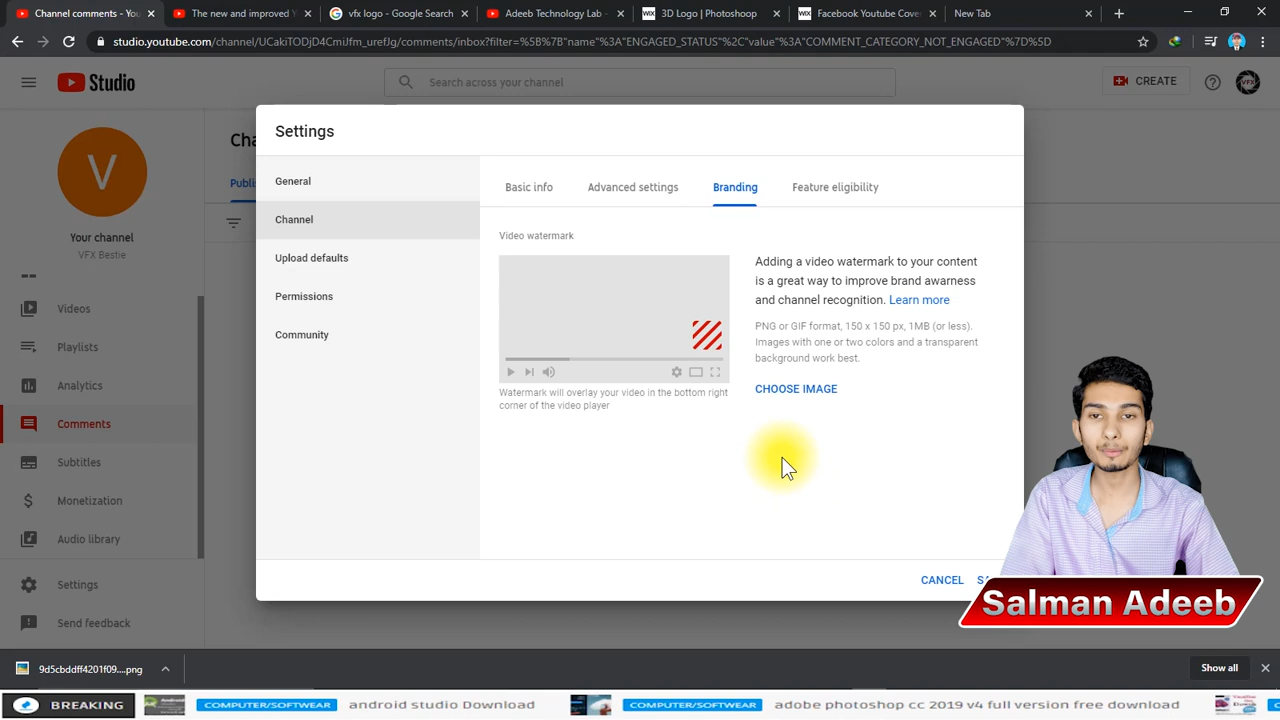 Channel comments - You
The new and improved Y
vfx logo - Google Search
Adeeb Technology Lab -
WIX
3D Logo | Photoshoop
WIX
Facebook Youtube Cove
New Tab
studio.youtube.com/channel/UCakiTODjD4CmiJfm_urefJg/comments/inbox?filter=%5B%7B"name"%3A"ENGAGED_STATUS"%2C"value"%3A"COMMENT_CATEGORY_NOT_ENGAGED"%7D%5D
Studio
Search across your channel
CREATE
VFX
V
Your channel
VFX Bestie
Videos
Playlists
Analytics
Comments
Subtitles
Monetization
Audio library
Settings
Send feedback
Cha
Publi
Settings
General
Channel
Upload defaults
Permissions
Community
Basic info
Advanced settings
Branding
Feature eligibility
Video watermark
Watermark will overlay your video in the bottom right
corner of the video player
Adding a video watermark to your content
is a great way to improve brand awarness
and channel recognition. Learn more
PNG or GIF format, 150 x 150 px, 1MB (or less).
Images with one or two colors and a transparent
background work best.
CHOOSE IMAGE
CANCEL
Salman Adeeb
9d5cbddff4201f09....png
Show all
BREAKING
COMPUTER/SOFTWEAR
android studio Download
COMPUTER/SOFTWEAR
adobe photoshop cc 2019 v4 full version free download